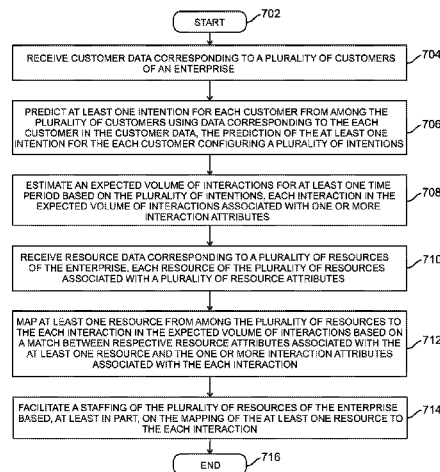 START
702
RECEIVE CUSTOMER DATA CORRESPONDING TO A PLURALITY OF CUSTOMERS
OF AN ENTERPRISE
704
PREDICT AT LEAST ONE INTENTION FOR EACH CUSTOMER FROM AMONG THE
PLURALITY OF CUSTOMERS USING DATA CORRESPONDING TO THE EACH
CUSTOMER IN THE CUSTOMER DATA, THE PREDICTION OF THE AT LEAST ONE
INTENTION FOR THE EACH CUSTOMER CONFIGURING A PLURALITY OF INTENTIONS
706
ESTIMATE AN EXPECTED VOLUME OF INTERACTIONS FOR AT LEAST ONE TIME
PERIOD BASED ON THE PLURALITY OF INTENTIONS, EACH INTERACTION IN THE
EXPECTED VOLUME OF INTERACTIONS ASSOCIATED WITH ONE OR MORE
INTERACTION ATTRIBUTES
708
RECEIVE RESOURCE DATA CORRESPONDING TO A PLURALITY OF RESOURCES
OF THE ENTERPRISE, EACH RESOURCE OF THE PLURALITY OF RESOURCES
ASSOCIATED WITH A PLURALITY OF RESOURCE ATTRIBUTES
710
MAP AT LEAST ONE RESOURCE FROM AMONG THE PLURALITY OF RESOURCES TO
THE EACH INTERACTION IN THE EXPECTED VOLUME OF INTERACTIONS BASED ON
A MATCH BETWEEN RESPECTIVE RESOURCE ATTRIBUTES ASSOCIATED WITH THE
AT LEAST ONE RESOURCE AND THE ONE OR MORE INTERACTION ATTRIBUTES
ASSOCIATED WITH THE EACH INTERACTION
712
FACILITATE A STAFFING OF THE PLURALITY OF RESOURCES OF THE ENTERPRISE
BASED, AT LEAST IN PART, ON THE MAPPING OF THE AT LEAST ONE RESOURCE TO
THE EACH INTERACTION
714
END
716